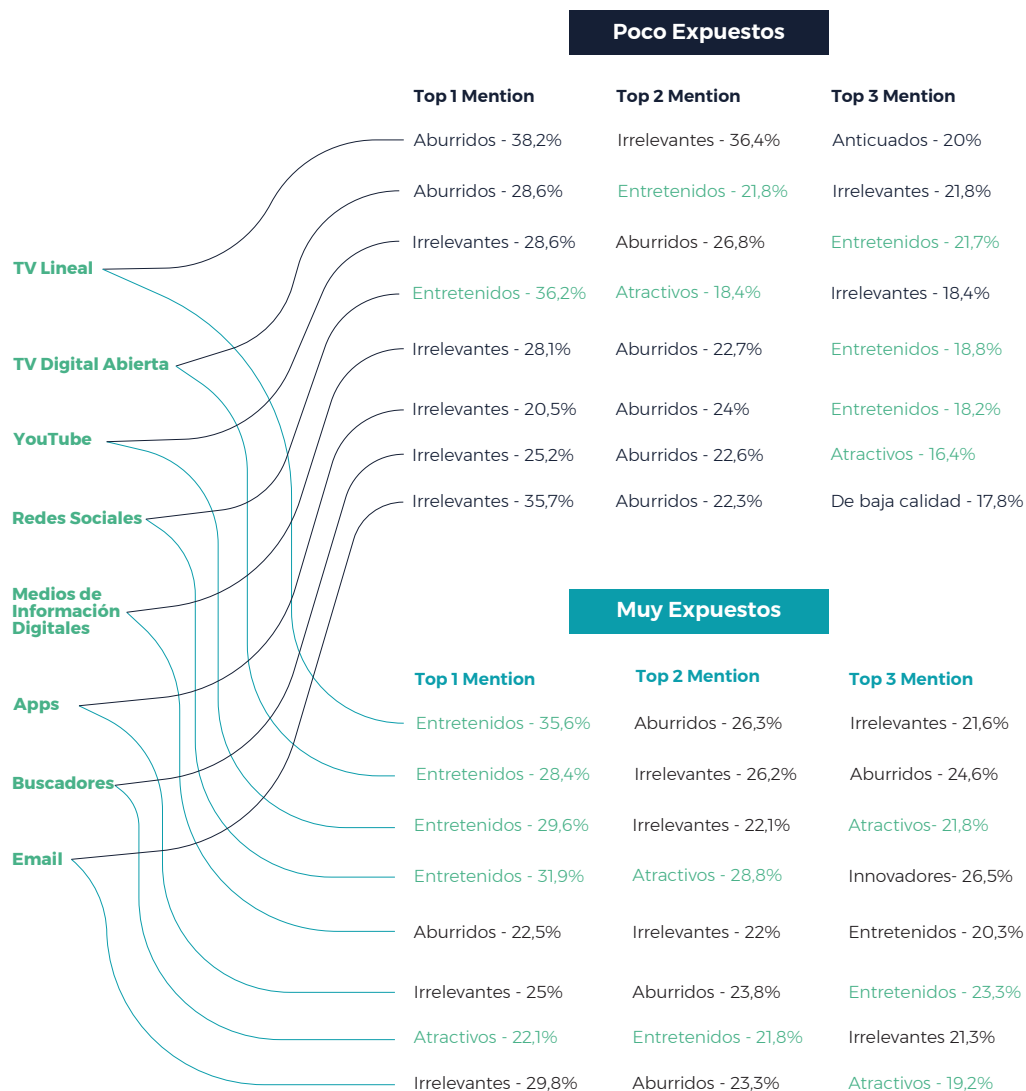 Poco Expuestos
Top 1 Mention Top 2 Mention Top 3 Mention
Aburridos - 38,2% Irrelevantes - 36,4% Anticuados - 20%
Aburridos - 28,6% Entretenidos - 21,8% Irrelevantes - 21,8%
Irrelevantes - 28,6% Aburridos - 26,8% Entretenidos - 21,7%
Entretenidos - 36,2% Atractivos - 18,4% Irrelevantes - 18,4%
Irrelevantes - 28,1% Aburridos - 22,7% Entretenidos - 18,8%
Irrelevantes - 20,5% Aburridos - 24% Entretenidos - 18,2%
Irrelevantes - 25,2% Aburridos - 22,6% Atractivos - 16,4%
Irrelevantes - 35,7% Aburridos - 22,3% De baja calidad - 17,8%
TV Lineal
TV Digital Abierta
YouTube
Redes Sociales
Medios de
Información
Digitales
Apps
Buscadores
Email
Muy Expuestos
Top 1 Mention Top 2 Mention Top 3 Mention
Entretenidos - 35,6% Aburridos - 26,3% Irrelevantes - 21,6%
Entretenidos - 28,4% Irrelevantes - 26,2% Aburridos - 24,6%
Entretenidos - 29,6% Irrelevantes - 22,1% Atractivos- 21,8%
Entretenidos - 31,9% Atractivos - 28,8% Innovadores- 26,5%
Aburridos - 22,5% Irrelevantes - 22% Entretenidos - 20,3%
Irrelevantes - 25% Aburridos - 23,8% Entretenidos - 23,3%
Atractivos - 22,1% Entretenidos - 21,8% Irrelevantes 21,3%
Irrelevantes - 29,8% Aburridos - 23,3% Atractivos - 19,2%